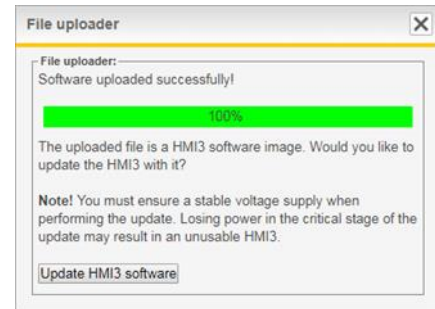 File uploader
File uploader:
Software uploaded successfully!
100%
The uploaded file is a HMI3 software image. Would you like to
update the HMI3 with it?
Note! You must ensure a stable voltage supply when
performing the update. Losing power in the critical stage of the
update may result in an unusable HMI3.
Update HMI3 software